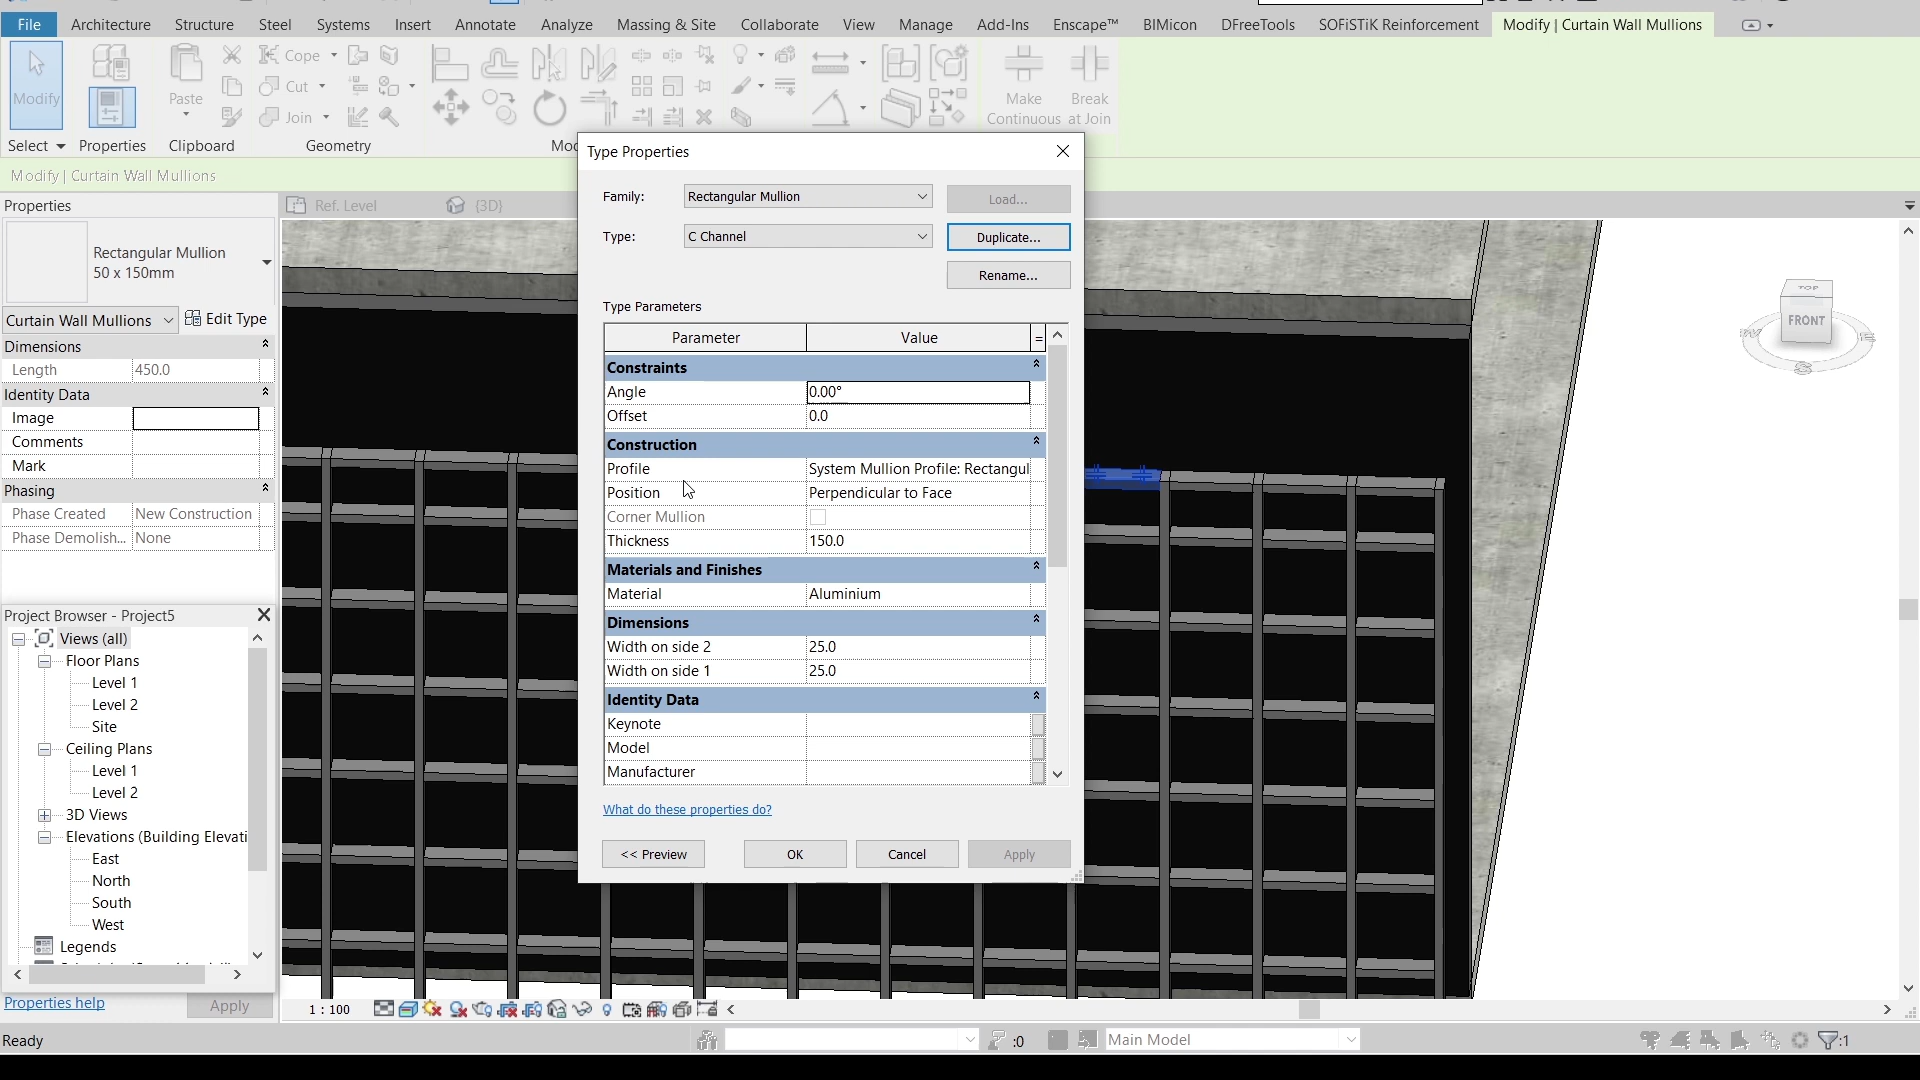 File Architecture Structure Steel Systems Insert Annotate Analyze Massing & Site Collaborate View Manage Add-Ins Enscape™ BIMicon DFreeTools SOFiSTiK Reinforcement Modify | Curtain Wall Mullions
Modify
Paste
Cope
Cut
Join
Make Continuous
Break at Join
Select Properties Clipboard Geometry
Modify | Curtain Wall Mullions
Properties
Rectangular Mullion
50 x 150mm
Curtain Wall Mullions Edit Type
Dimensions
Length 450.0
Identity Data
Image
Comments
Mark
Phasing
Phase Created New Construction
Phase Demolish... None
Project Browser - Project5
Views (all)
Floor Plans
Level 1
Level 2
Site
Ceiling Plans
Level 1
Level 2
3D Views
Elevations (Building Elevati
East
North
South
West
Legends
Properties help Apply
Ref. Level {3D}
Type Properties
Family: Rectangular Mullion Load...
Type: C Channel Duplicate...
Rename...
Type Parameters
Parameter Value =
Constraints
Angle 0.00°
Offset 0.0
Construction
Profile System Mullion Profile: Rectangul
Position Perpendicular to Face
Corner Mullion
Thickness 150.0
Materials and Finishes
Material Aluminium
Dimensions
Width on side 2 25.0
Width on side 1 25.0
Identity Data
Keynote
Model
Manufacturer
What do these properties do?
<< Preview OK Cancel Apply
TOP
FRONT
S
E
1 : 100
Ready
:0
Main Model
:1